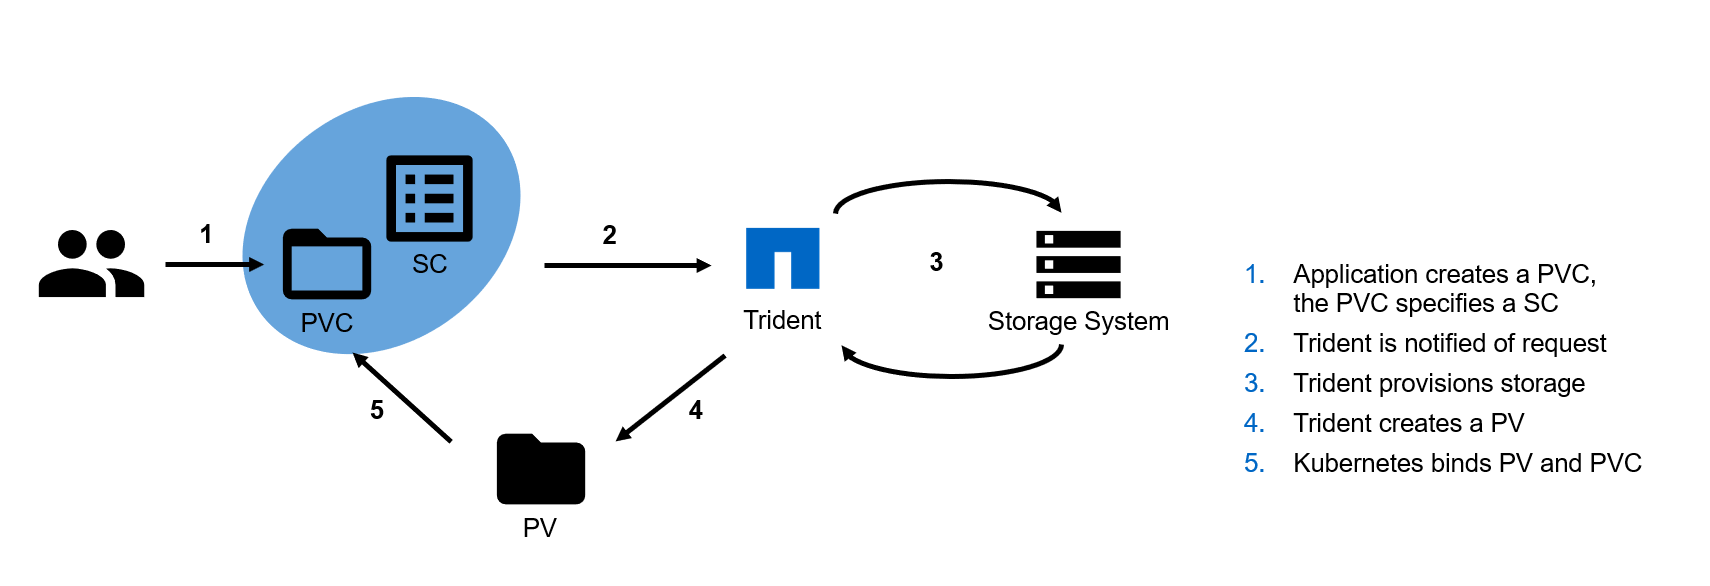 1
SC
PVC
2
Trident
3
Storage System
5
4
PV
1. Application creates a PVC,
the PVC specifies a SC
2. Trident is notified of request
3. Trident provisions storage
4. Trident creates a PV
5. Kubernetes binds PV and PVC